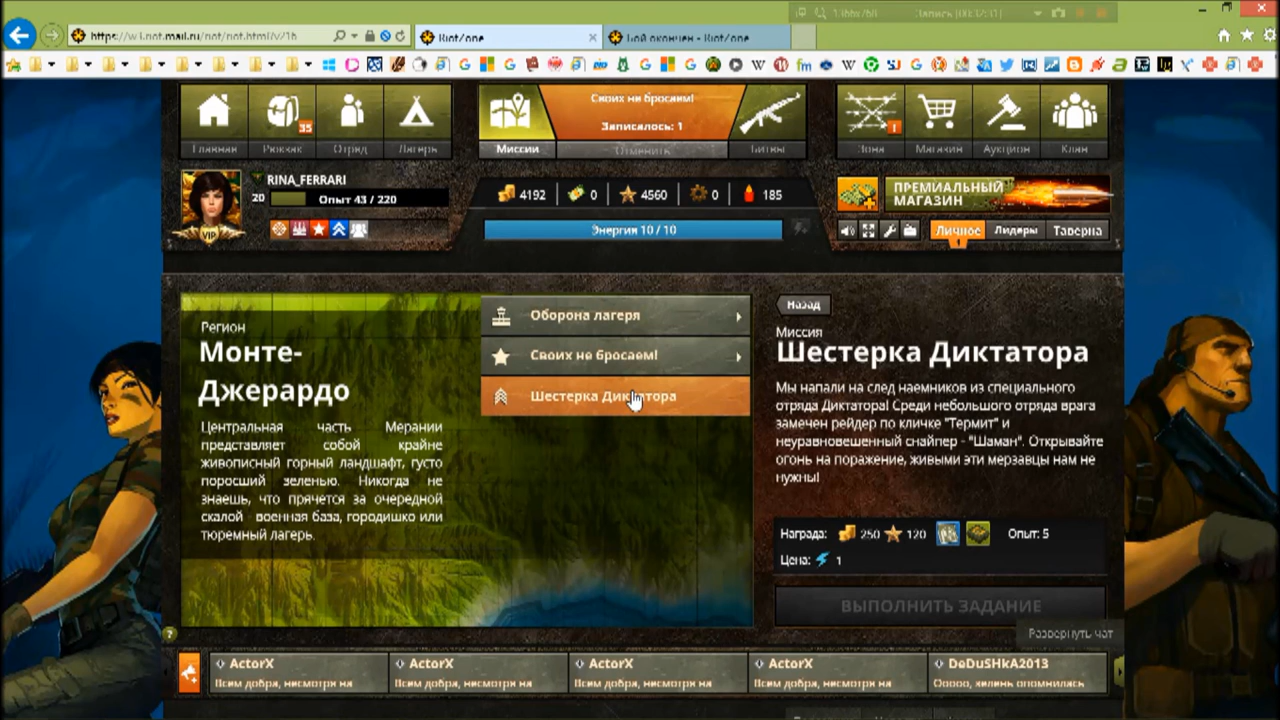 RiotZone
Бой окончен - RiotZone
Своих не бросаем!
Записалось: 1
35
1
Главная
Рюкзак
Отряд
Лагерь
Миссии
Отменить
Битвы
Зона
Магазин
Аукцион
Клан
RINA_FERRARI
20
Опыт 43 / 220
VIP
4192
0
4560
0
185
Энергия 10 / 10
ПРЕМИАЛЬНЫЙ
МАГАЗИН
Личное
Лидеры
Таверна
Регион
Монте-
Джерардо
Центральная часть Мерании
представляет собой крайне
живописный горный ландшафт, густо
поросший зеленью. Никогда не
знаешь, что прячется за очередной
скалой - военная база, городишко или
тюремный лагерь.
Оборона лагеря
Своих не бросаем!
Шестерка Диктатора
Назад
Миссия
Шестерка Диктатора
Мы напали на след наемников из специального
отряда Диктатора! Среди небольшого отряда врага
замечен рейдер по кличке "Термит" и
неуравновешенный снайпер - "Шаман". Открывайте
огонь на поражение, живыми эти мерзавцы нам не
нужны!
Награда: 250 120 Опыт: 5
Цена: 1
ВЫПОЛНИТЬ ЗАДАНИЕ
Развернуть чат
ActorX
Всем добра, несмотря на
ActorX
Всем добра, несмотря на
ActorX
Всем добра, несмотря на
ActorX
Всем добра, несмотря на
DeDuSHkA2013
Ооооо, хелень опомнилась